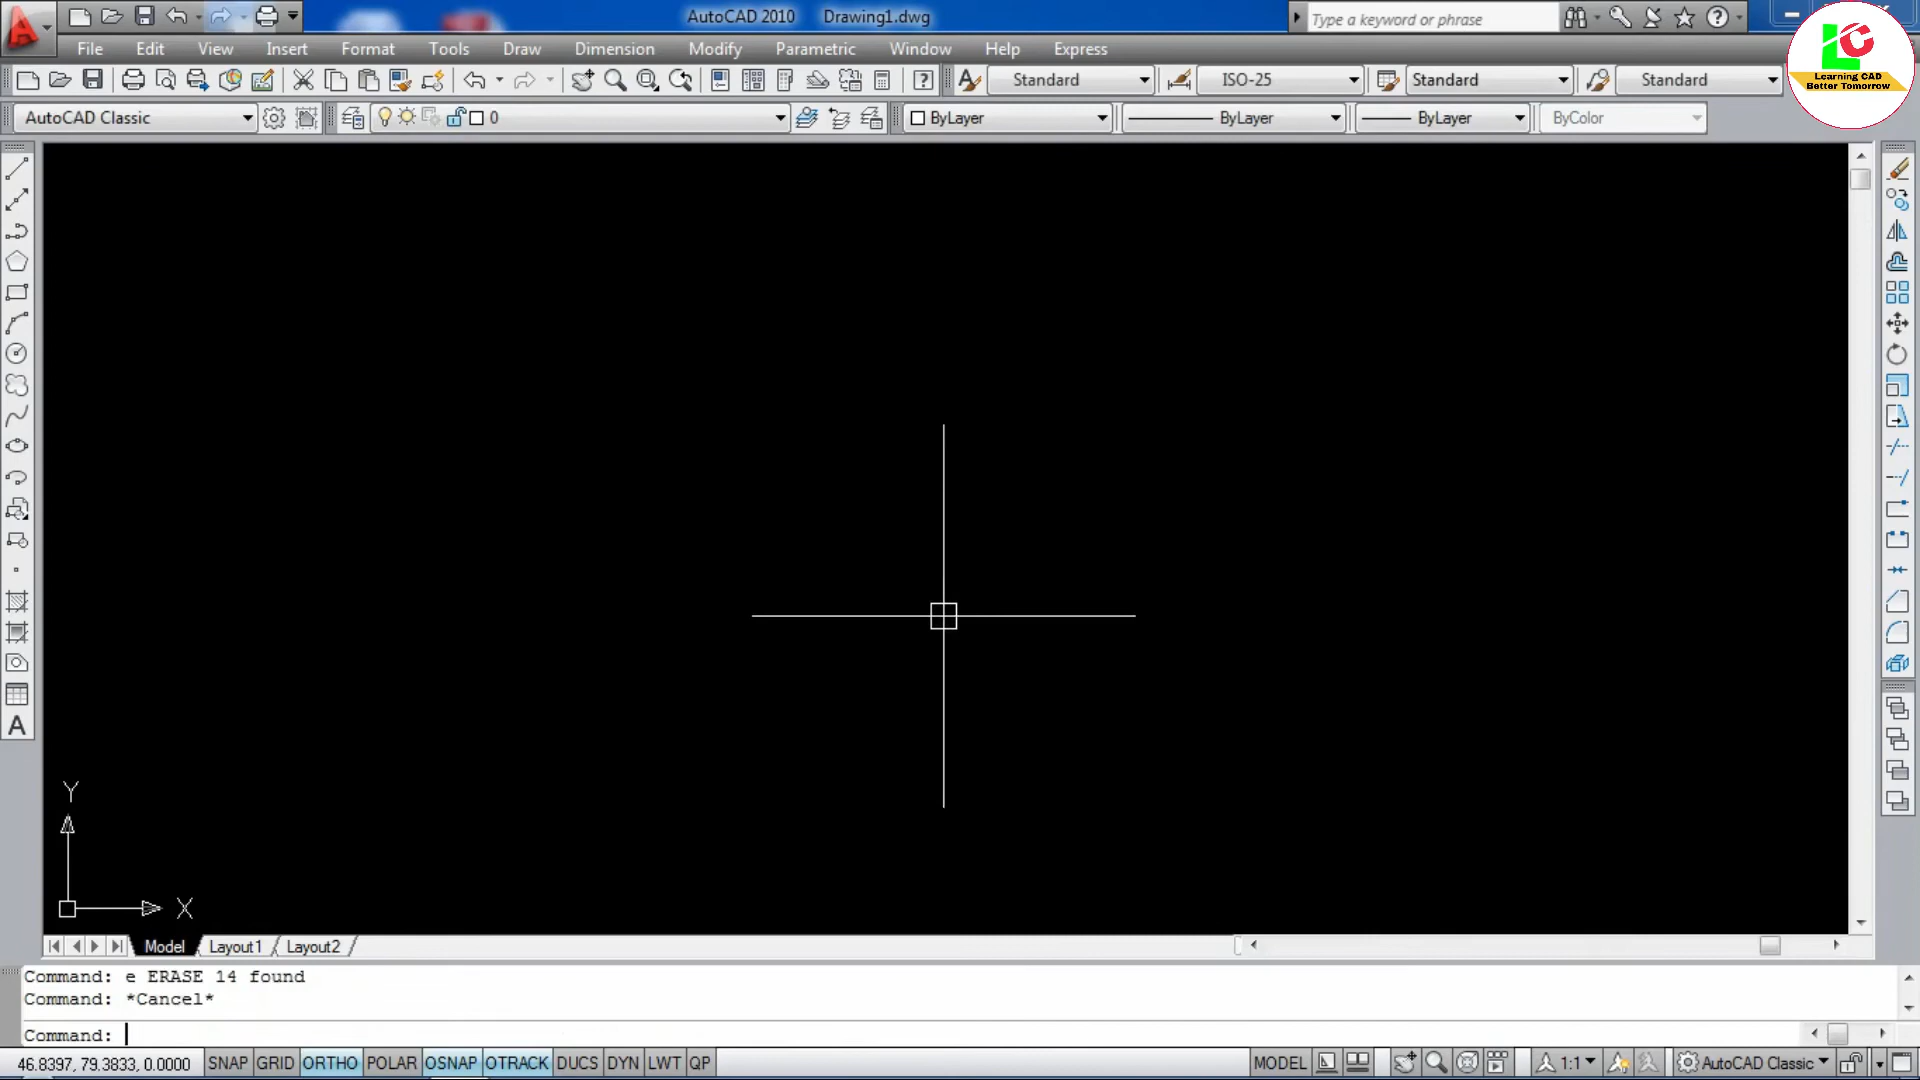 AutoCAD 2010 Drawing1.dwg
Type a keyword or phrase
LC
Learning CAD
Better Tomorrow
File Edit View Insert Format Tools Draw Dimension Modify Parametric Window Help Express
Standard ISO-25 Standard Standard
AutoCAD Classic 0 ByLayer ByLayer ByLayer ByColor
A
Y
X
Model Layout1 Layout2
Command: e ERASE 14 found
Command: *Cancel*
Command:
46.8397, 79.3833, 0.0000 SNAP GRID ORTHO POLAR OSNAP OTRACK DUCS DYN LWT QP MODEL 1:1 AutoCAD Classic